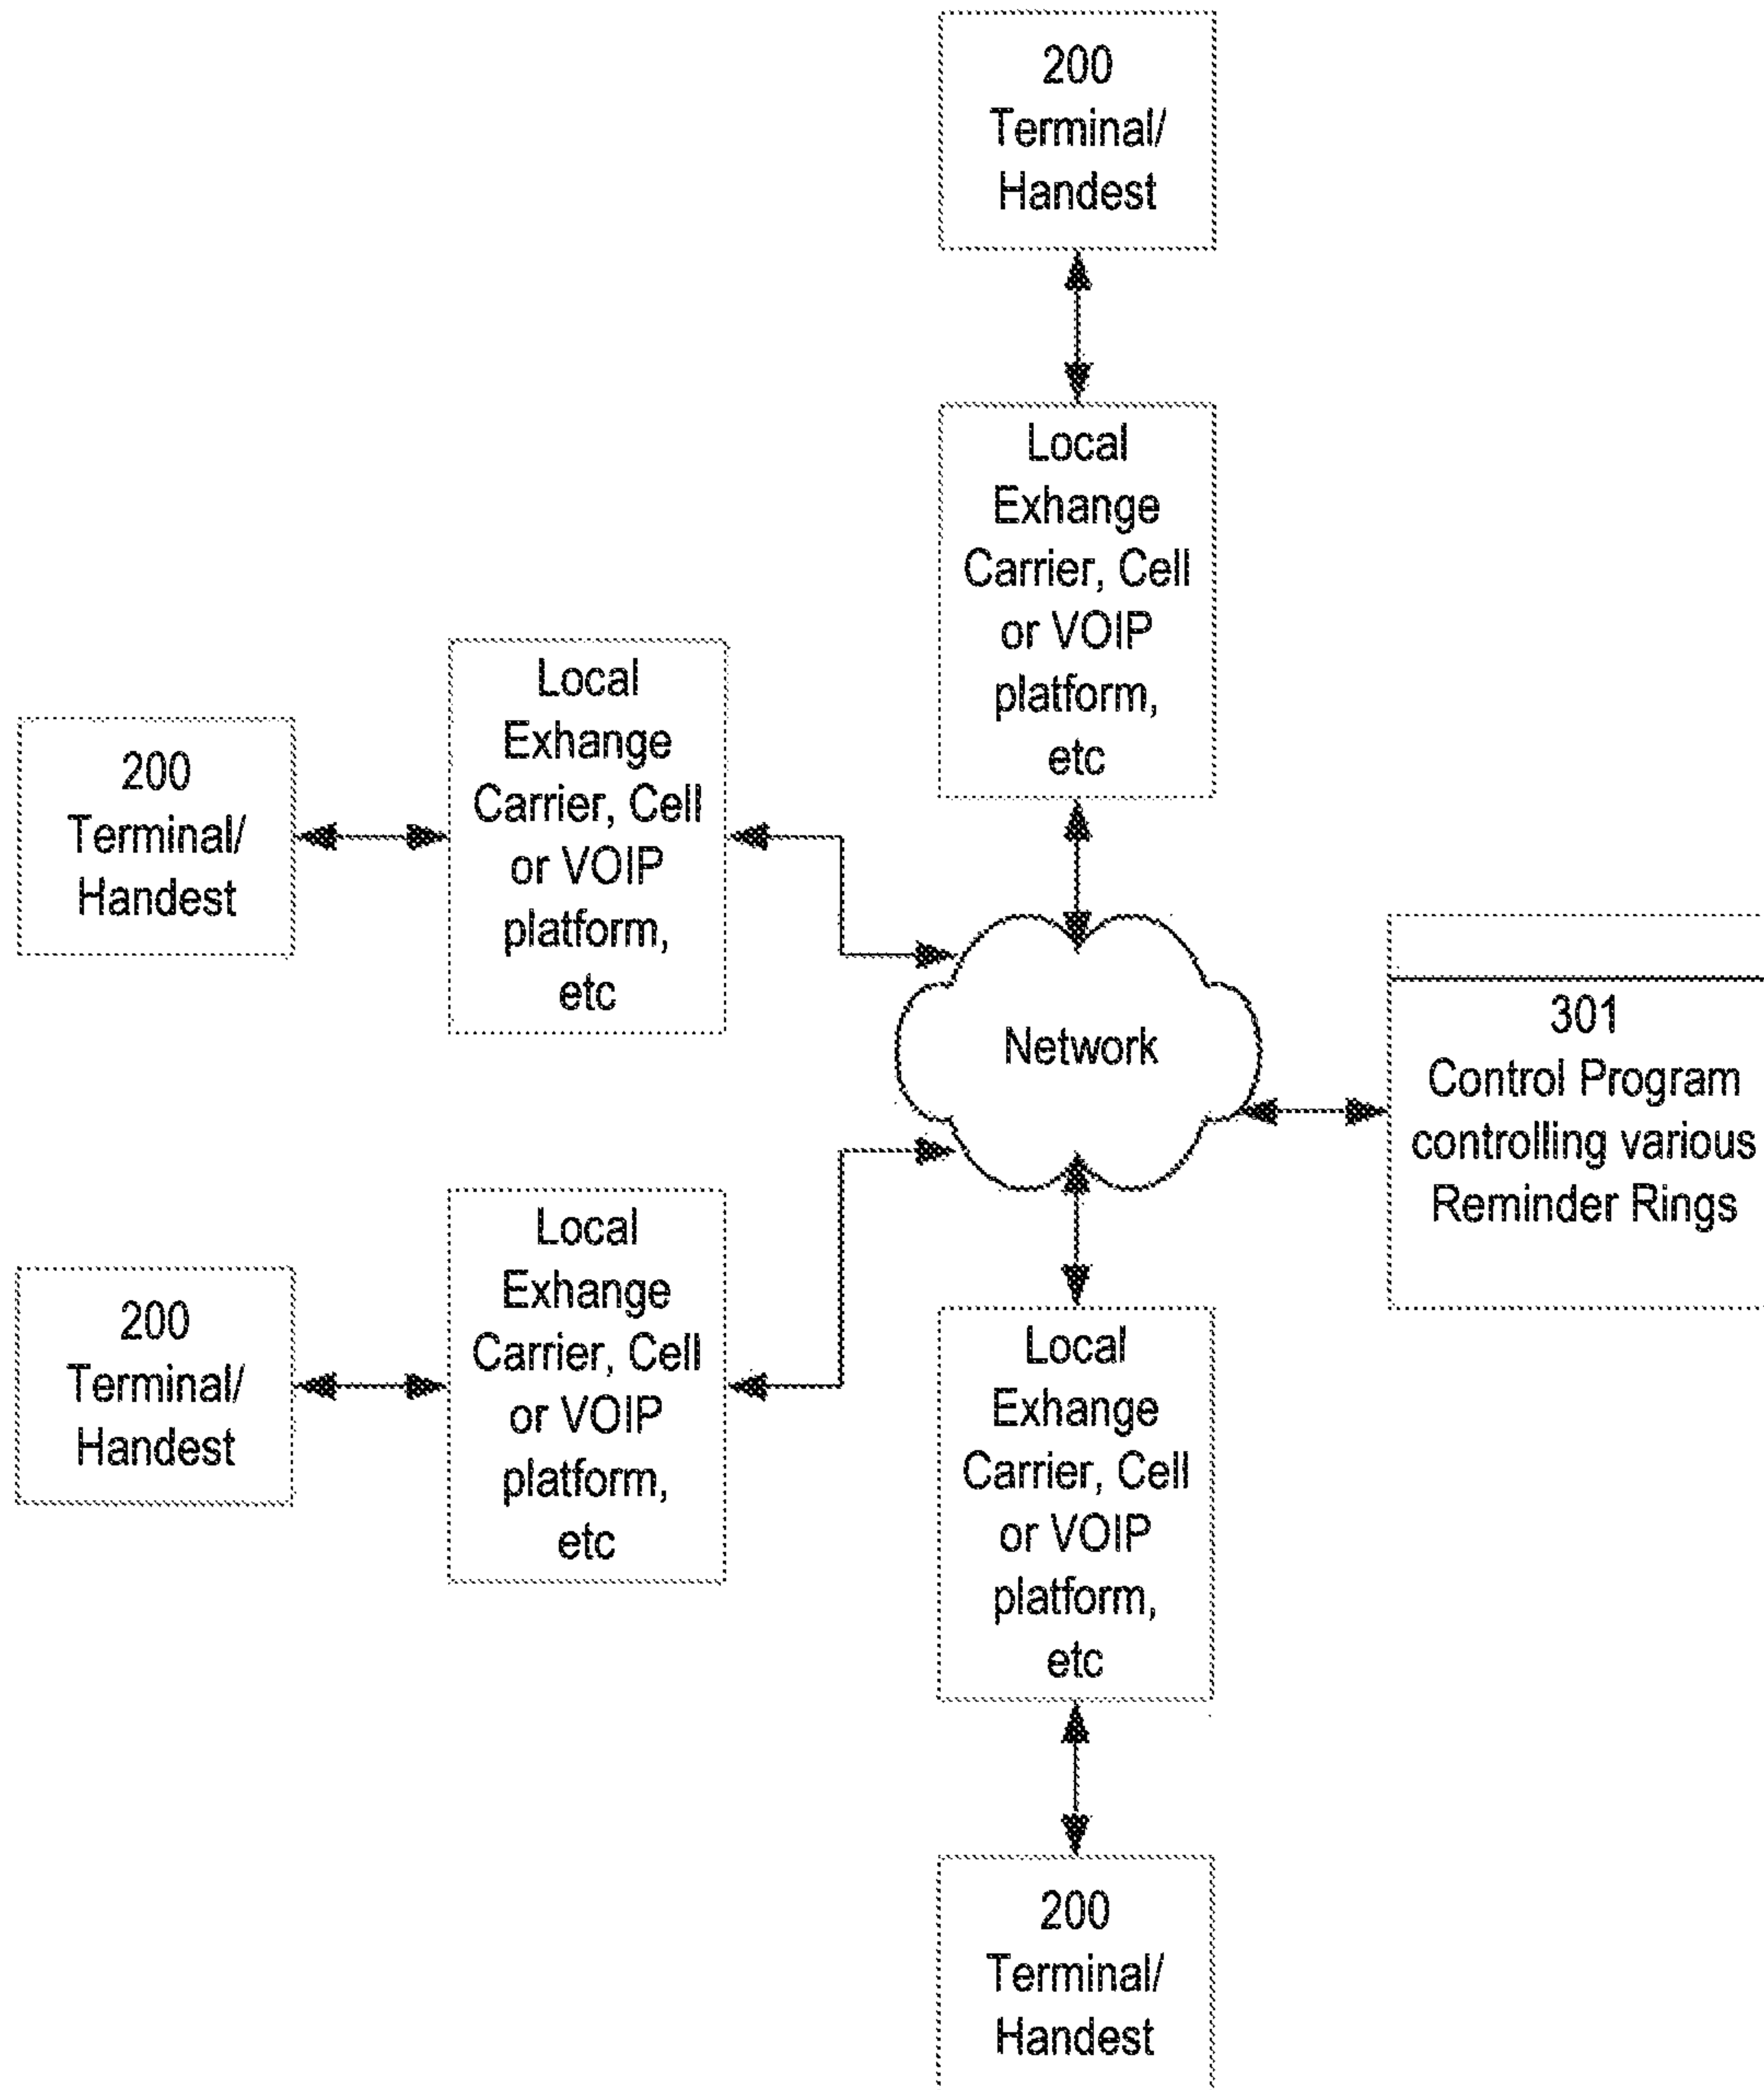 200
Terminal/
Handest
Local
Exhange
Carrier, Cell
or VOIP
platform,
etc
Local
Exhange
Carrier, Cell
or VOIP
platform,
etc
200
Terminal/
Handest
Network
301
Control Program
controlling various
Reminder Rings
Local
Exhange
Carrier, Cell
or VOIP
platform,
etc
200
Terminal/
Handest
Local
Exhange
Carrier, Cell
or VOIP
platform,
etc
200
Terminal/
Handest